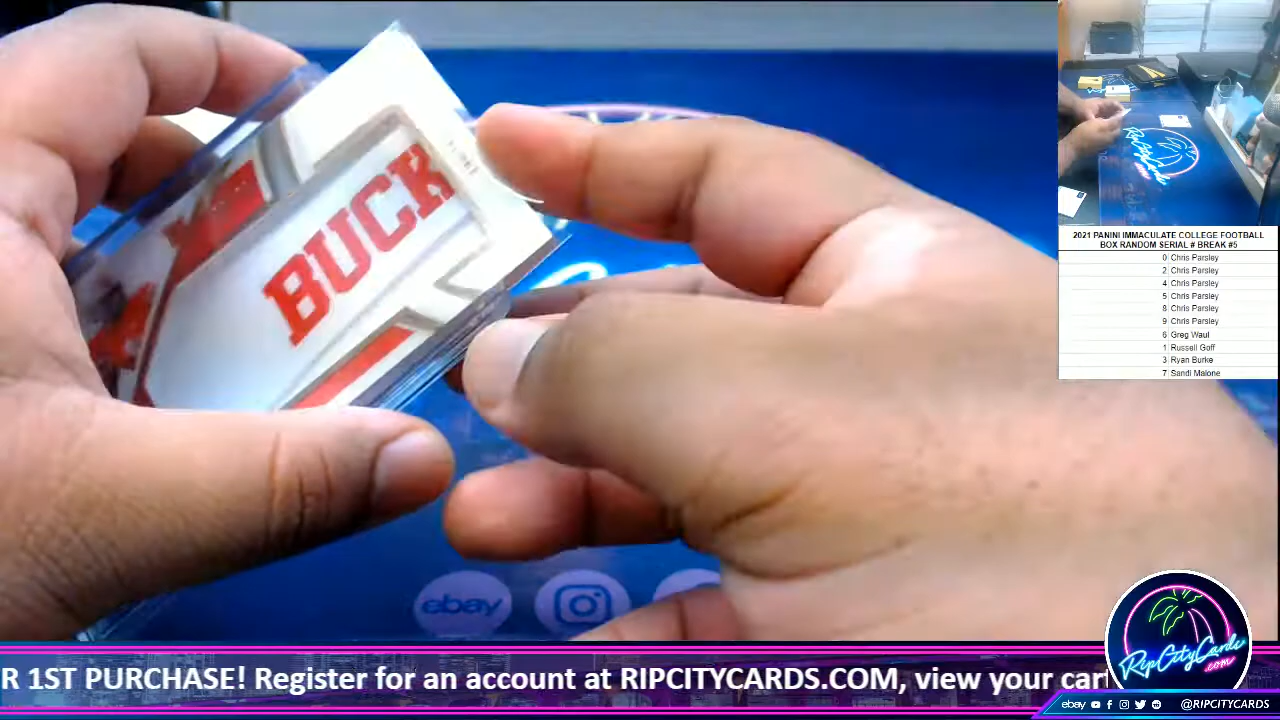 BUCK
2021 PANINI IMMACULATE COLLEGE FOOTBALL
BOX RANDOM SERIAL # BREAK #5
0 Chris Parsley
2 Chris Parsley
4 Chris Parsley
5 Chris Parsley
8 Chris Parsley
9 Chris Parsley
6 Greg Waul
1 Russell Goff
3 Ryan Burke
7 Sandi Malone
ebay
R 1ST PURCHASE! Register for an account at RIPCITYCARDS.COM, view your cart
RipCityCards
.com
ebay @RIPCITYCARDS